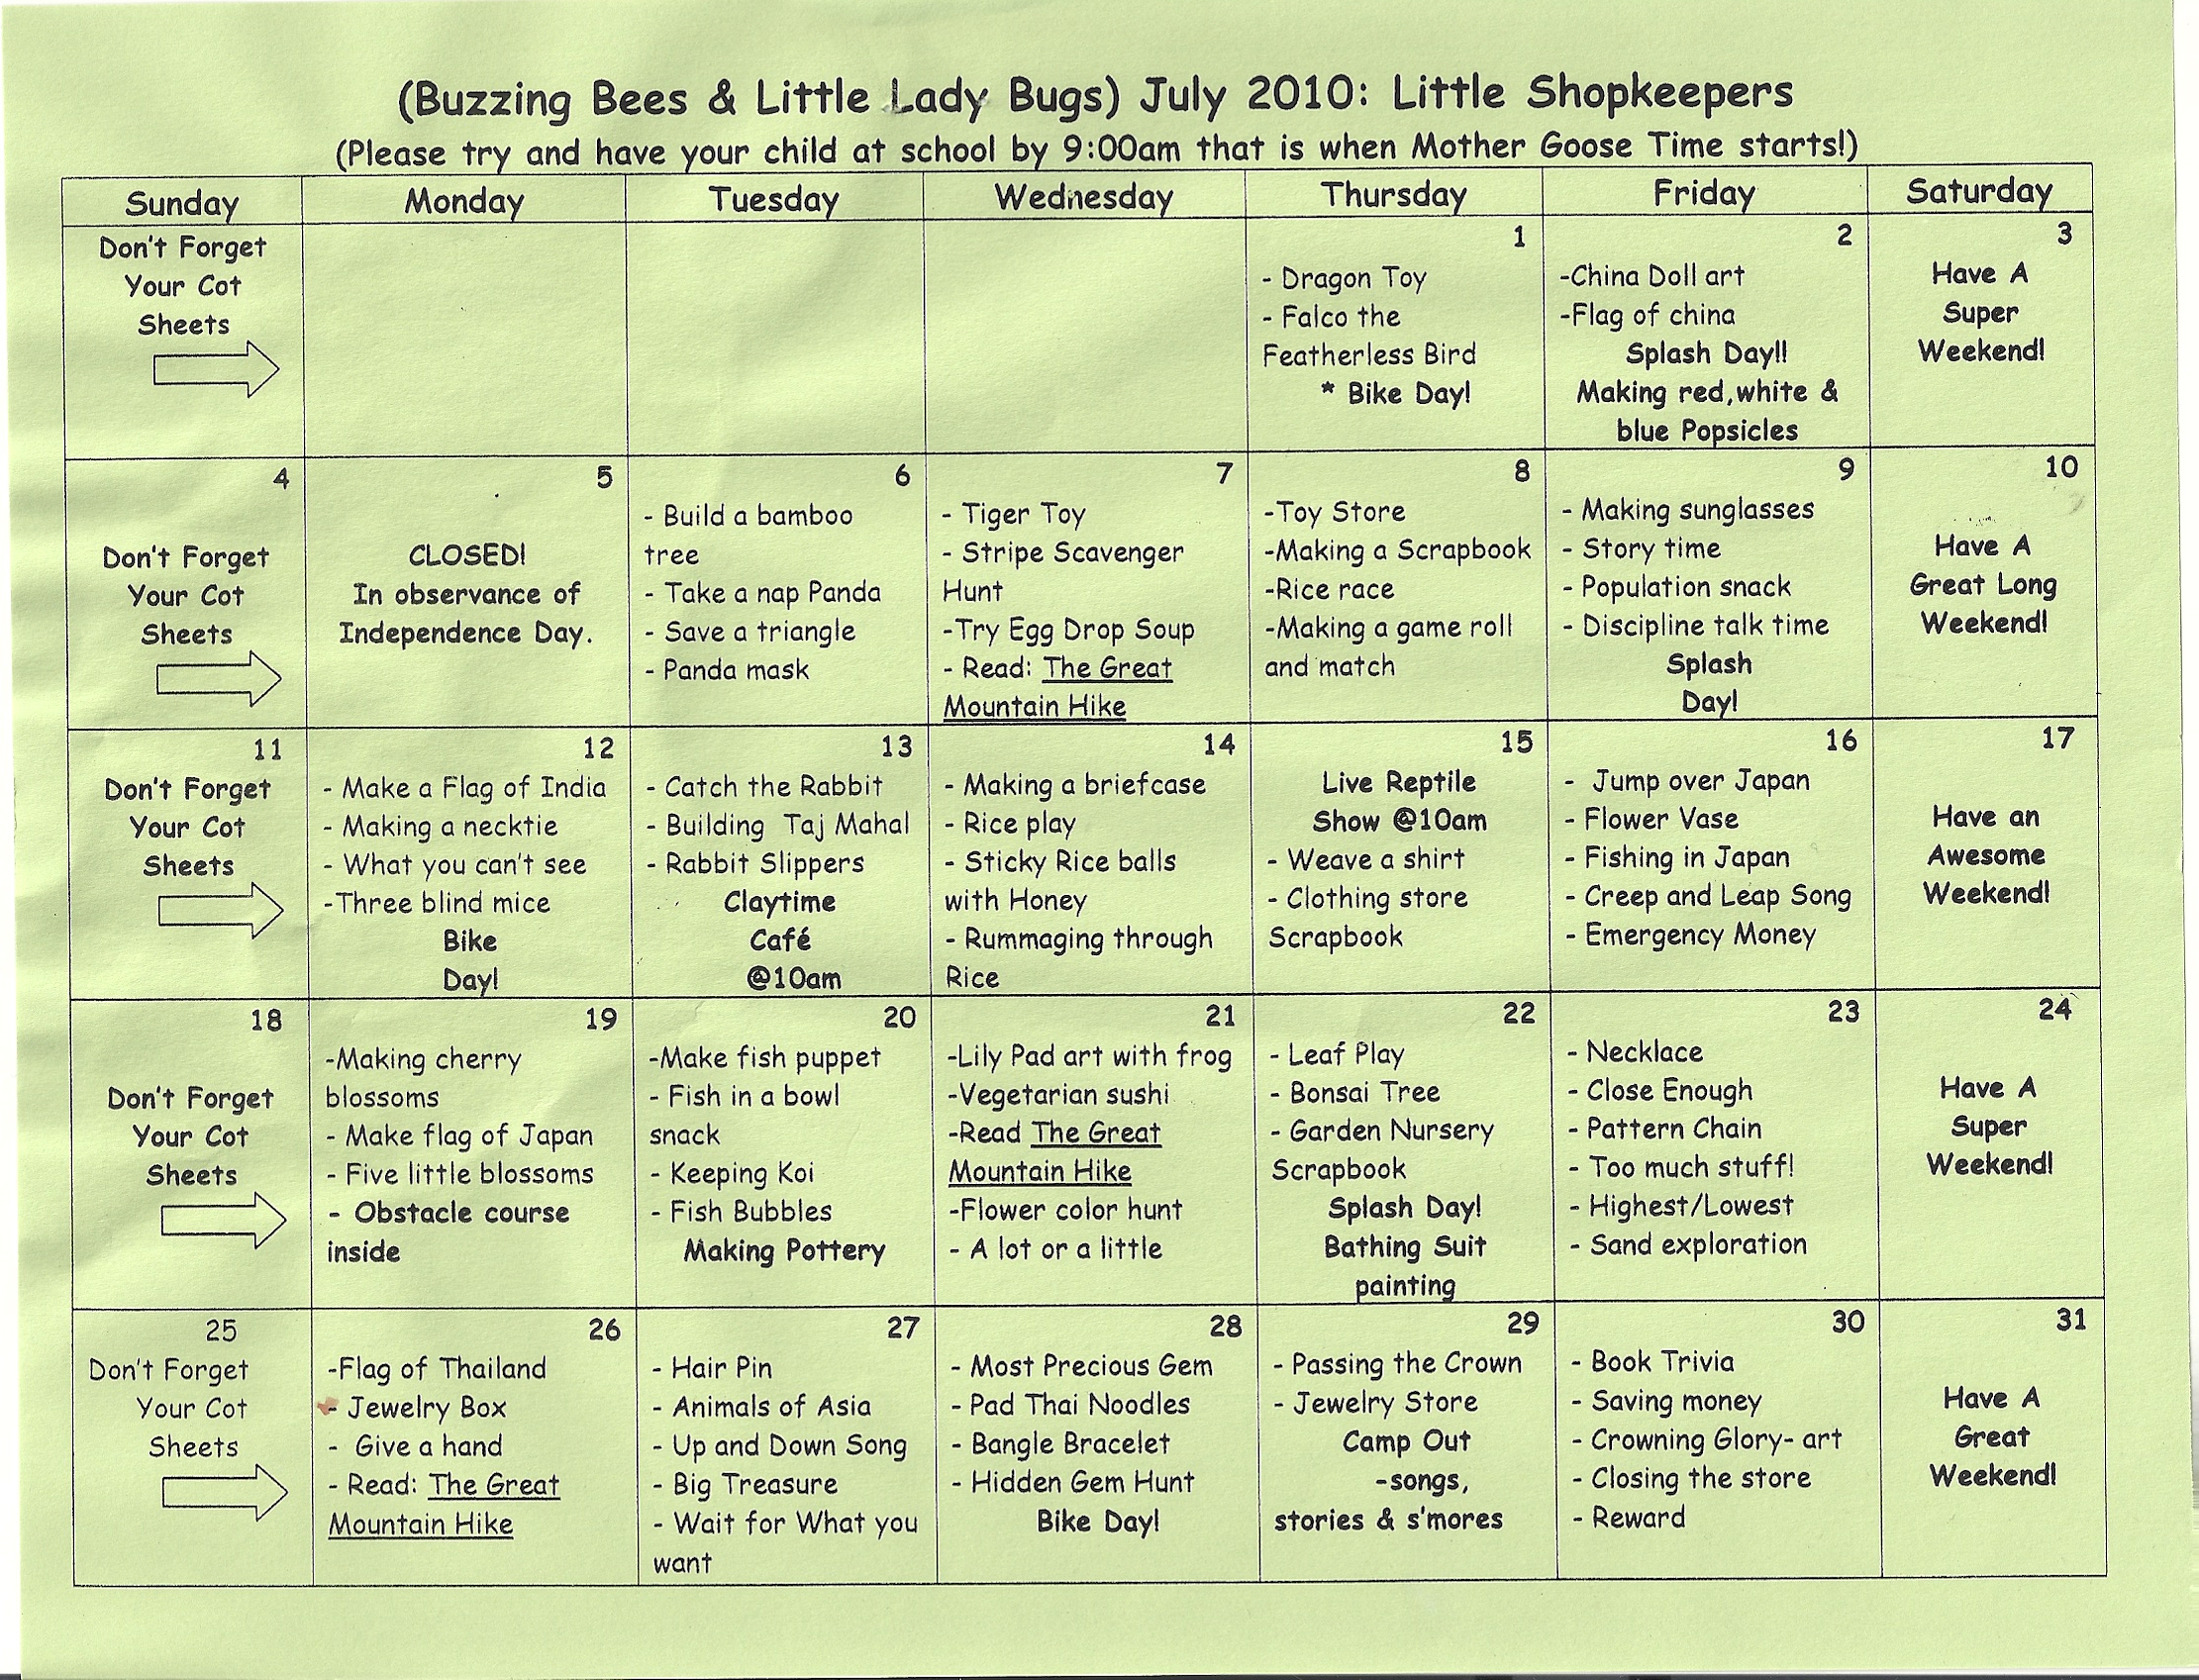 (Buzzing Bees & Little Lady Bugs) July 2010: Little Shopkeepers
(Please try and have your child at school by 9:00am that is when Mother Goose Time starts!)
Sunday
Monday
Tuesday
Wednesday
Thursday
Friday
Saturday
Don't Forget
Your Cot
Sheets
1
- Dragon Toy
- Falco the
Featherless Bird
* Bike Day!
2
-China Doll art
-Flag of china
Splash Day!!
Making red,white &
blue Popsicles
3
Have A
Super
Weekend!
4
Don't Forget
Your Cot
Sheets
5
CLOSED!
In observance of
Independence Day.
6
- Build a bamboo
tree
- Take a nap Panda
- Save a triangle
- Panda mask
7
- Tiger Toy
- Stripe Scavenger
Hunt
-Try Egg Drop Soup
- Read: The Great
Mountain Hike
8
-Toy Store
-Making a Scrapbook
-Rice race
-Making a game roll
and match
9
- Making sunglasses
- Story time
- Population snack
- Discipline talk time
Splash
Day!
10
Have A
Great Long
Weekend!
11
Don't Forget
Your Cot
Sheets
12
- Make a Flag of India
- Making a necktie
- What you can't see
-Three blind mice
Bike
Day!
13
- Catch the Rabbit
- Building Taj Mahal
- Rabbit Slippers
Claytime
Café
@10am
14
- Making a briefcase
- Rice play
- Sticky Rice balls
with Honey
- Rummaging through
Rice
15
Live Reptile
Show @10am
- Weave a shirt
- Clothing store
Scrapbook
16
- Jump over Japan
- Flower Vase
- Fishing in Japan
- Creep and Leap Song
- Emergency Money
17
Have an
Awesome
Weekend!
18
Don't Forget
Your Cot
Sheets
19
-Making cherry
blossoms
- Make flag of Japan
- Five little blossoms
- Obstacle course
inside
20
-Make fish puppet
- Fish in a bowl
snack
- Keeping Koi
- Fish Bubbles
Making Pottery
21
-Lily Pad art with frog
-Vegetarian sushi
-Read The Great
Mountain Hike
-Flower color hunt
- A lot or a little
22
- Leaf Play
- Bonsai Tree
- Garden Nursery
Scrapbook
Splash Day!
Bathing Suit
painting
23
- Necklace
- Close Enough
- Pattern Chain
- Too much stuff!
- Highest/Lowest
- Sand exploration
24
Have A
Super
Weekend!
25
Don't Forget
Your Cot
Sheets
26
-Flag of Thailand
- Jewelry Box
- Give a hand
- Read: The Great
Mountain Hike
27
- Hair Pin
- Animals of Asia
- Up and Down Song
- Big Treasure
- Wait for What you
want
28
- Most Precious Gem
- Pad Thai Noodles
- Bangle Bracelet
- Hidden Gem Hunt
Bike Day!
29
- Passing the Crown
- Jewelry Store
Camp Out
-songs,
stories & s'mores
30
- Book Trivia
- Saving money
- Crowning Glory- art
- Closing the store
- Reward
31
Have A
Great
Weekend!